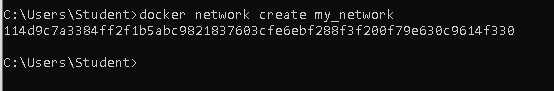 C:\Users\Student>docker network create my_network
114d9c7a3384ff2f1b5abc9821837603cfe6ebf288f3f200f79e630c9614f330
C:\Users\Student>